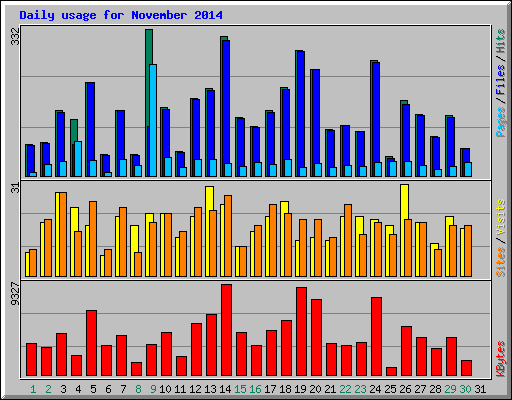 Daily usage for November 2014
332
Pages / Files / Hits
31
Sites / Visits
9327
KBytes
1 2 3 4 5 6 7 8 9 10 11 12 13 14 15 16 17 18 19 20 21 22 23 24 25 26 27 28 29 30 31